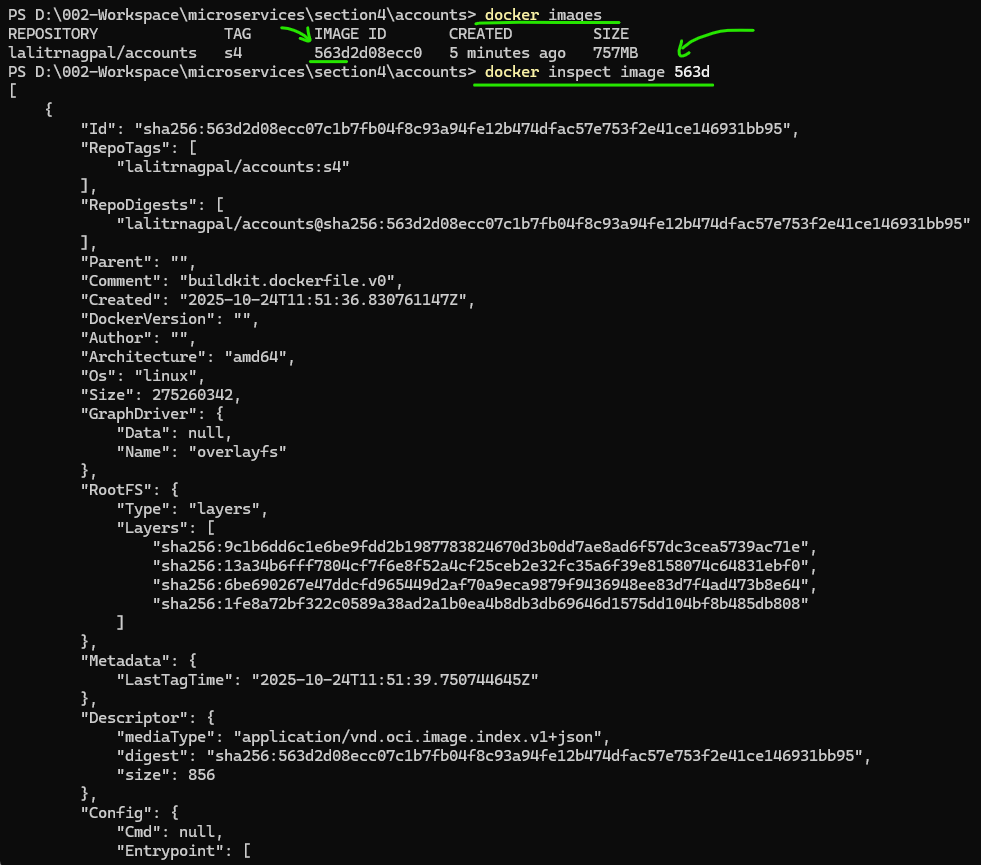 PS D:\002-Workspace\microservices\section4\accounts> docker images
REPOSITORY TAG IMAGE ID CREATED SIZE
lalitrnagpal/accounts s4 563d2d08ecc0 5 minutes ago 757MB
PS D:\002-Workspace\microservices\section4\accounts> docker inspect image 563d
[
    {
        "Id": "sha256:563d2d08ecc07c1b7fb04f8c93a94fe12b474dfac57e753f2e41ce146931bb95",
        "RepoTags": [
            "lalitrnagpal/accounts:s4"
        ],
        "RepoDigests": [
            "lalitrnagpal/accounts@sha256:563d2d08ecc07c1b7fb04f8c93a94fe12b474dfac57e753f2e41ce146931bb95"
        ],
        "Parent": "",
        "Comment": "buildkit.dockerfile.v0",
        "Created": "2025-10-24T11:51:36.830761147Z",
        "DockerVersion": "",
        "Author": "",
        "Architecture": "amd64",
        "Os": "linux",
        "Size": 275260342,
        "GraphDriver": {
            "Data": null,
            "Name": "overlayfs"
        },
        "RootFS": {
            "Type": "layers",
            "Layers": [
                "sha256:9c1b6dd6c1e6be9fdd2b1987783824670d3b0dd7ae8ad6f57dc3cea5739ac71e",
                "sha256:13a34b6fff7804cf7f6e8f52a4cf25ceb2e32fc35a6f39e8158074c64831ebf0",
                "sha256:6be690267e47ddcfd965449d2af70a9eca9879f9436948ee83d7f4ad473b8e64",
                "sha256:1fe8a72bf322c0589a38ad2a1b0ea4b8db3db69646d1575dd104bf8b485db808"
            ]
        },
        "Metadata": {
            "LastTagTime": "2025-10-24T11:51:39.750744645Z"
        },
        "Descriptor": {
            "mediaType": "application/vnd.oci.image.index.v1+json",
            "digest": "sha256:563d2d08ecc07c1b7fb04f8c93a94fe12b474dfac57e753f2e41ce146931bb95",
            "size": 856
        },
        "Config": {
            "Cmd": null,
            "Entrypoint": [